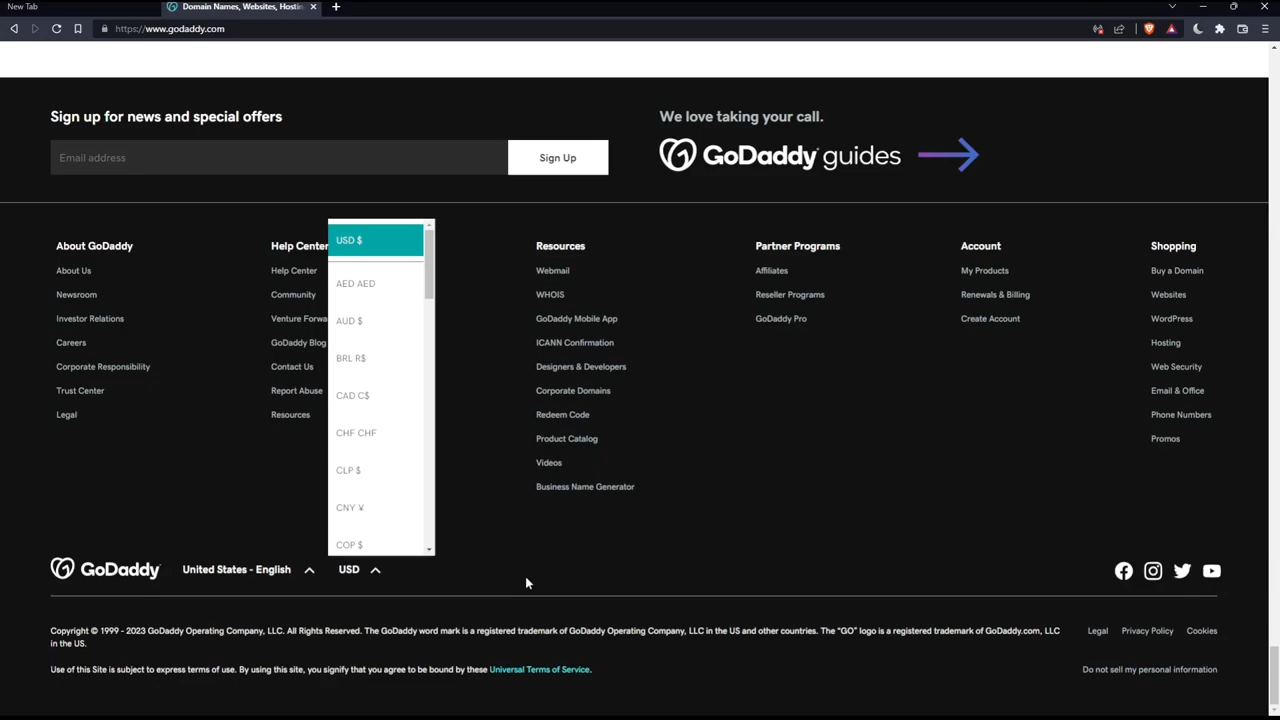 New Tab
Domain Names, Websites, Hostin
https://www.godaddy.com
Sign up for news and special offers
Email address
Sign Up
We love taking your call.
GoDaddy guides
About GoDaddy
About Us
Newsroom
Investor Relations
Careers
Corporate Responsibility
Trust Center
Legal
Help Center
Help Center
Community
Venture Forwa
GoDaddy Blog
Contact Us
Report Abuse
Resources
USD $
AED AED
AUD $
BRL R$
CAD C$
CHF CHF
CLP $
CNY ¥
COP $
Resources
Webmail
WHOIS
GoDaddy Mobile App
ICANN Confirmation
Designers & Developers
Corporate Domains
Redeem Code
Product Catalog
Videos
Business Name Generator
Partner Programs
Affiliates
Reseller Programs
GoDaddy Pro
Account
My Products
Renewals & Billing
Create Account
Shopping
Buy a Domain
Websites
WordPress
Hosting
Web Security
Email & Office
Phone Numbers
Promos
GoDaddy
United States - English
USD
Copyright © 1999 - 2023 GoDaddy Operating Company, LLC. All Rights Reserved. The GoDaddy word mark is a registered trademark of GoDaddy Operating Company, LLC in the US and other countries. The “GO” logo is a registered trademark of GoDaddy.com, LLC
in the US.
Legal
Privacy Policy
Cookies
Use of this Site is subject to express terms of use. By using this site, you signify that you agree to be bound by these Universal Terms of Service.
Do not sell my personal information